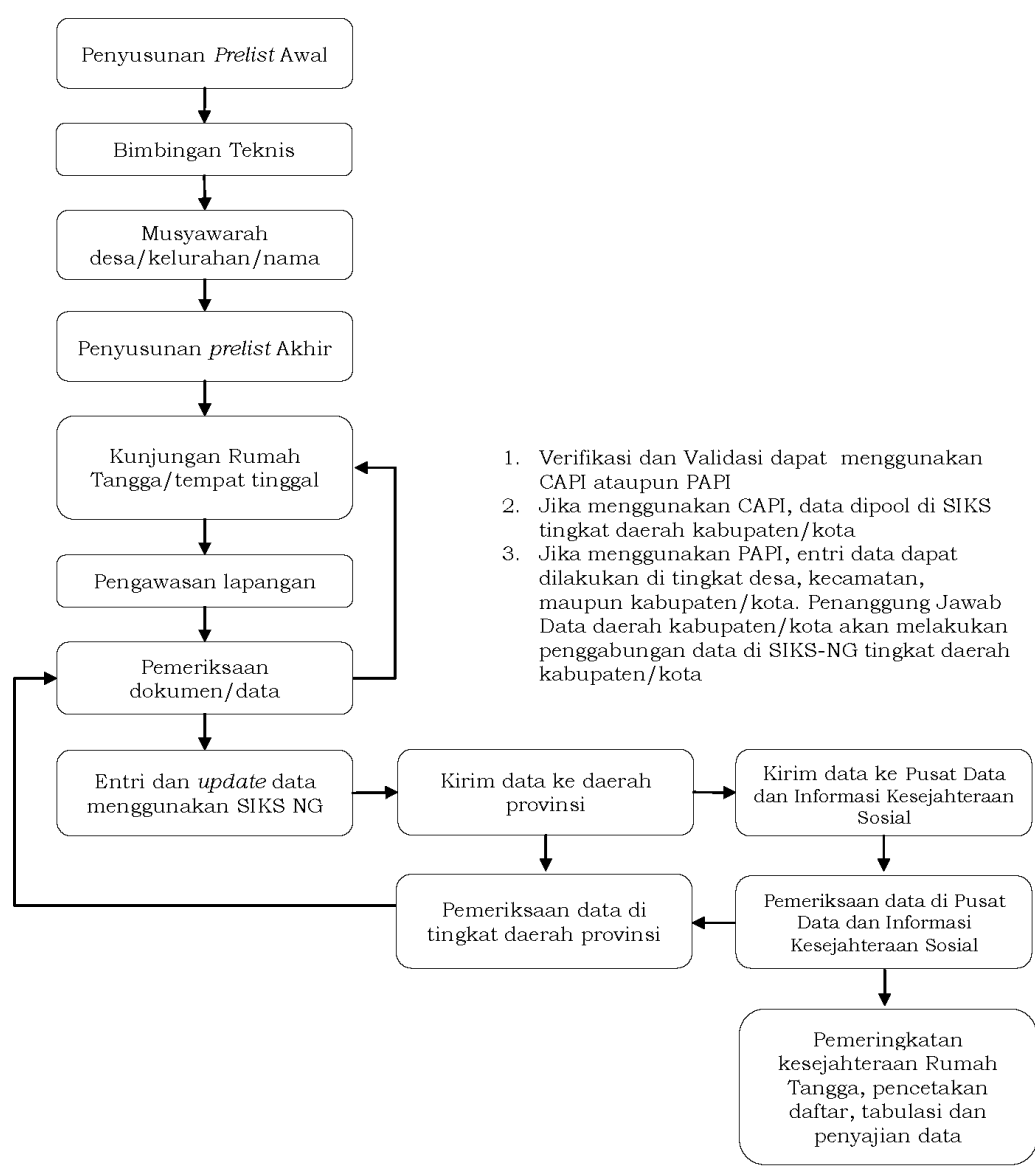 Penyusunan Prelist Awal
Bimbingan Teknis
Musyawarah
desa/kelurahan/nama
Penyusunan prelist Akhir
Kunjungan Rumah
Tangga/tempat tinggal
Pengawasan lapangan
Pemeriksaan
dokumen/data
1. Verifikasi dan Validasi dapat menggunakan
CAPI ataupun PAPI
2. Jika menggunakan CAPI, data dipool di SIKS
tingkat daerah kabupaten/kota
3. Jika menggunakan PAPI, entri data dapat
dilakukan di tingkat desa, kecamatan,
maupun kabupaten/kota. Penanggung Jawab
Data daerah kabupaten/kota akan melakukan
penggabungan data di SIKS-NG tingkat daerah
kabupaten/kota
Entri dan update data
menggunakan SIKS NG
Kirim data ke daerah
provinsi
Kirim data ke Pusat Data
dan Informasi Kesejahteraan
Sosial
Pemeriksaan data di
tingkat daerah provinsi
Pemeriksaan data di Pusat
Data dan Informasi
Kesejahteraan Sosial
Pemeringkatan
kesejahteraan Rumah
Tangga, pencetakan
daftar, tabulasi dan
penyajian data